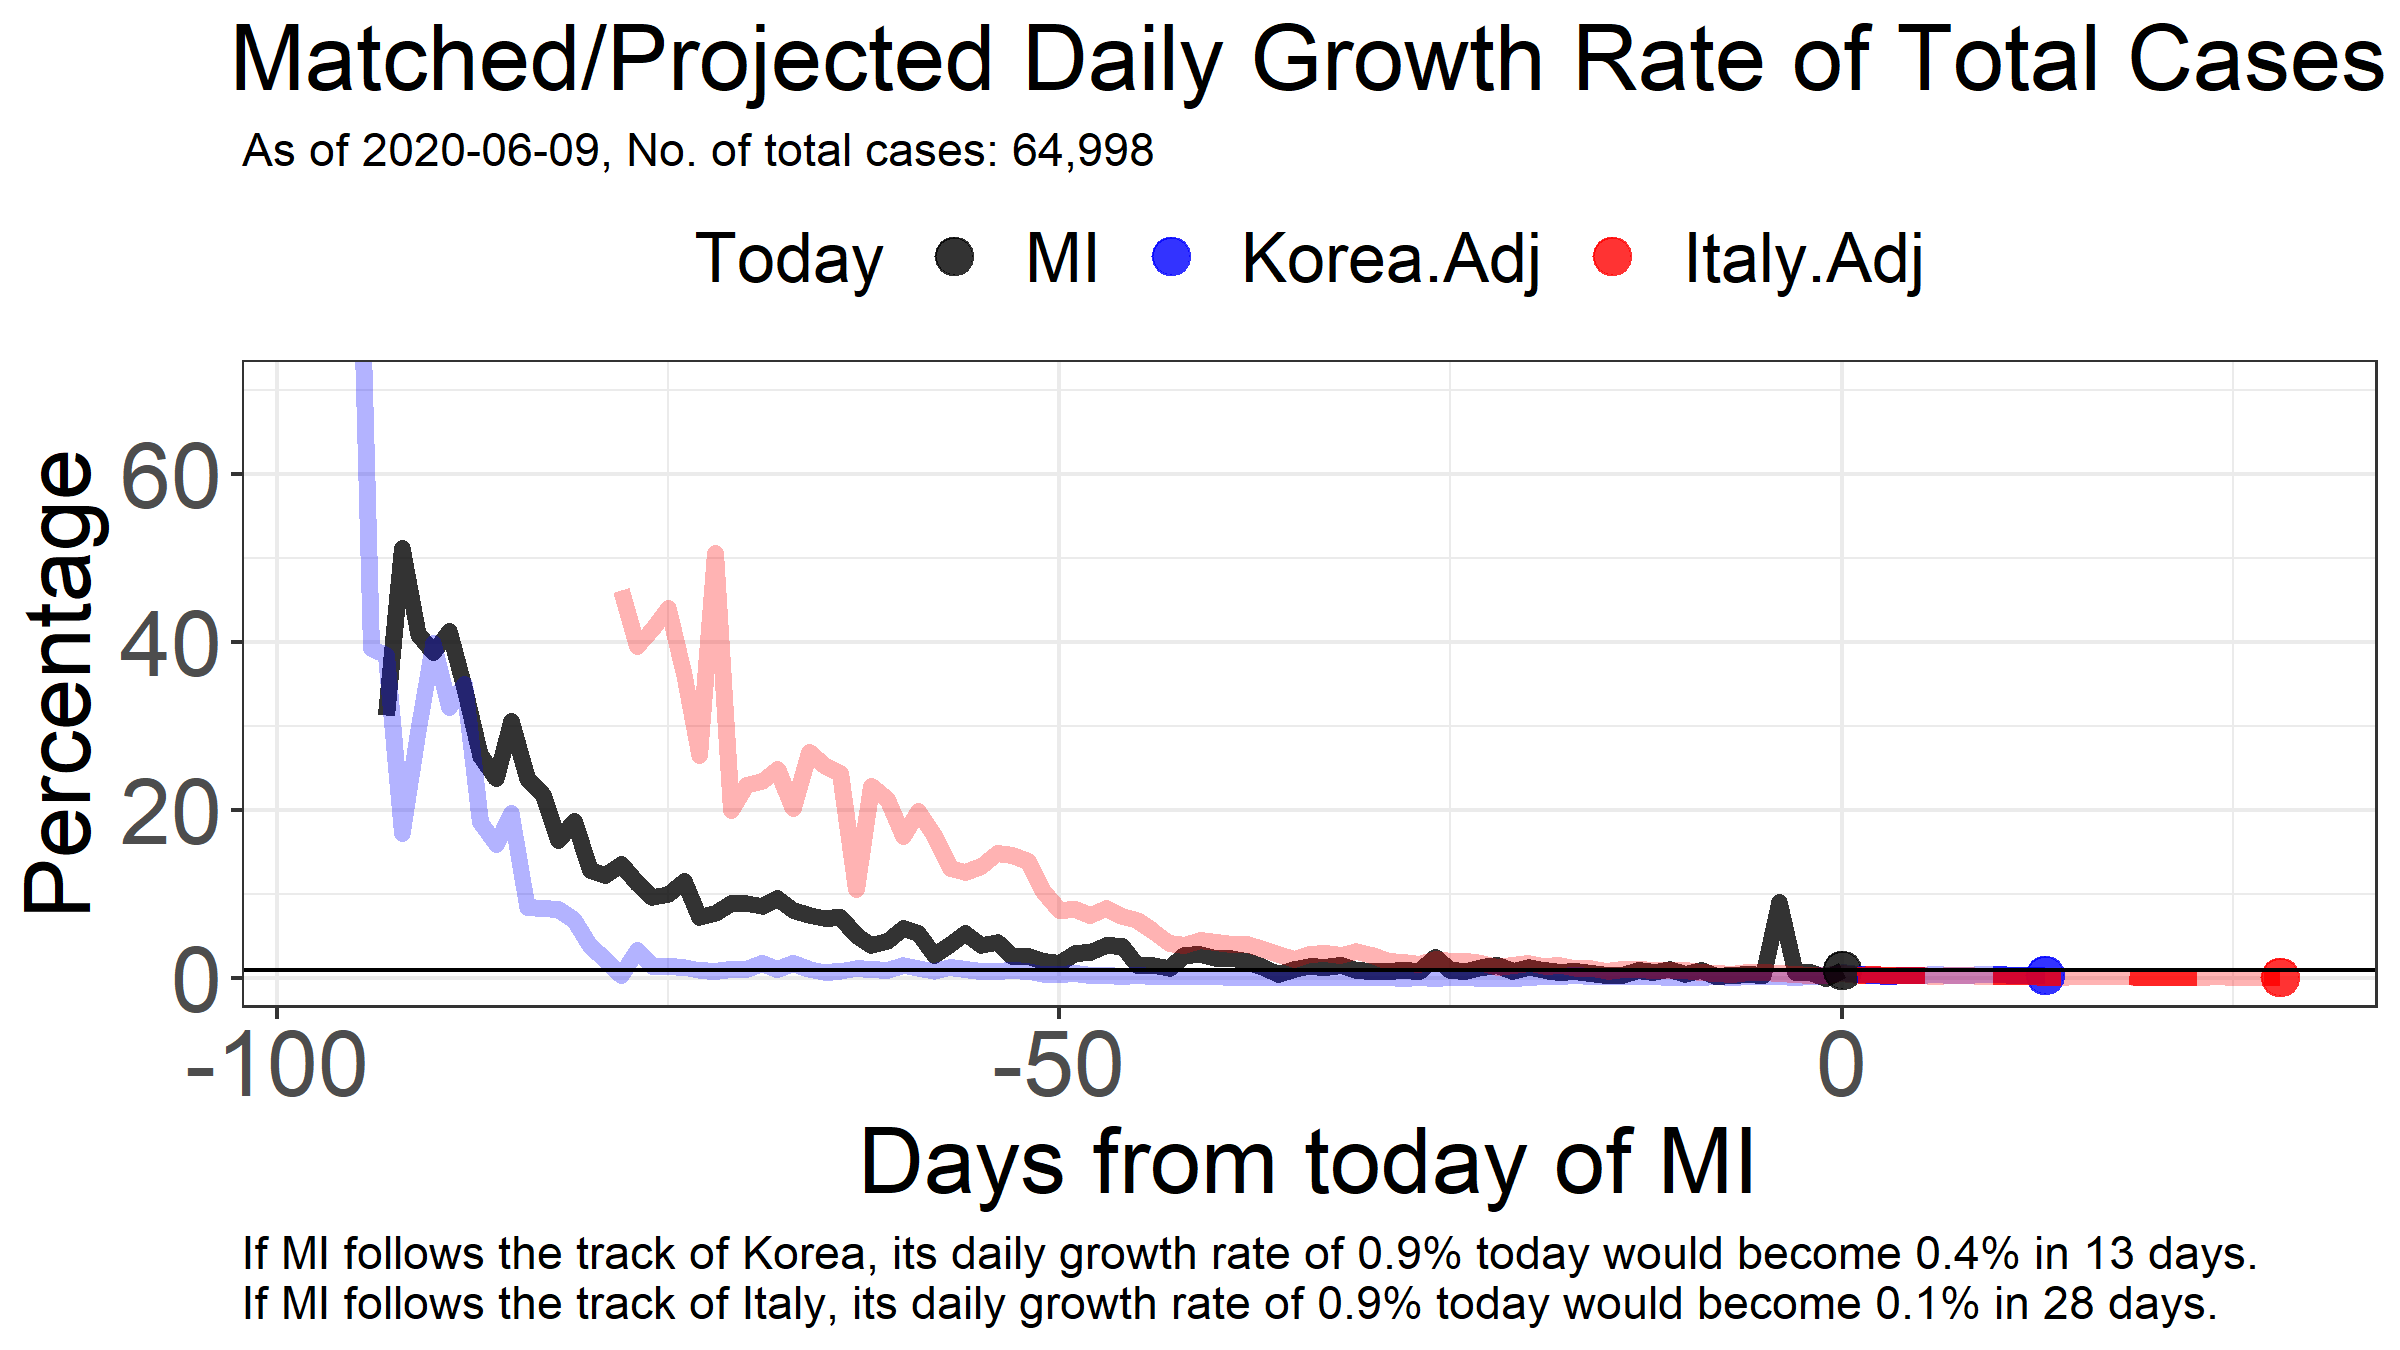 Matched/Projected Daily Growth Rate of Total Cases
As of 2020-06-09, No. of total cases: 64,998
Today MI Korea.Adj Italy.Adj
Percentage
60
40
20
0
-100 -50 0
Days from today of MI
If MI follows the track of Korea, its daily growth rate of 0.9% today would become 0.4% in 13 days.
If MI follows the track of Italy, its daily growth rate of 0.9% today would become 0.1% in 28 days.